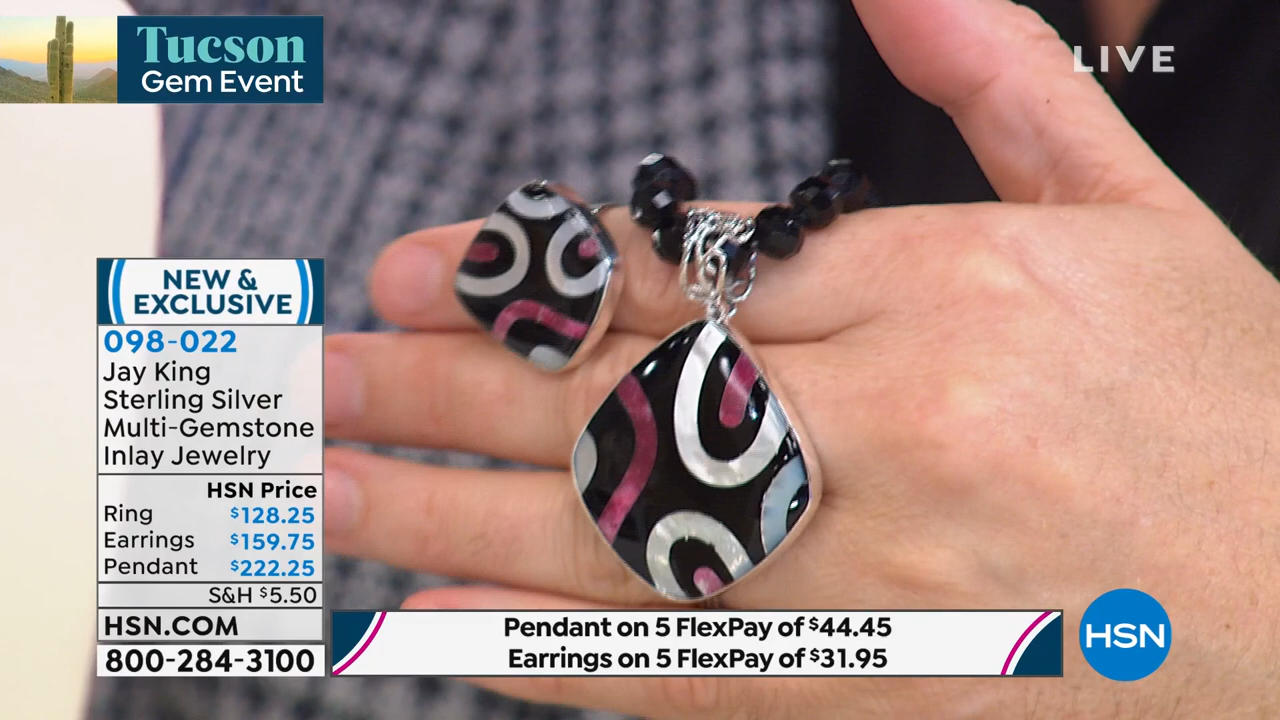 Tucson
Gem Event
LIVE
NEW &
EXCLUSIVE
098-022
Jay King
Sterling Silver
Multi-Gemstone
Inlay Jewelry
HSN Price
Ring $128.25
Earrings $159.75
Pendant $222.25
S&H $5.50
HSN.COM
800-284-3100
Pendant on 5 FlexPay of $44.45
Earrings on 5 FlexPay of $31.95
HSN